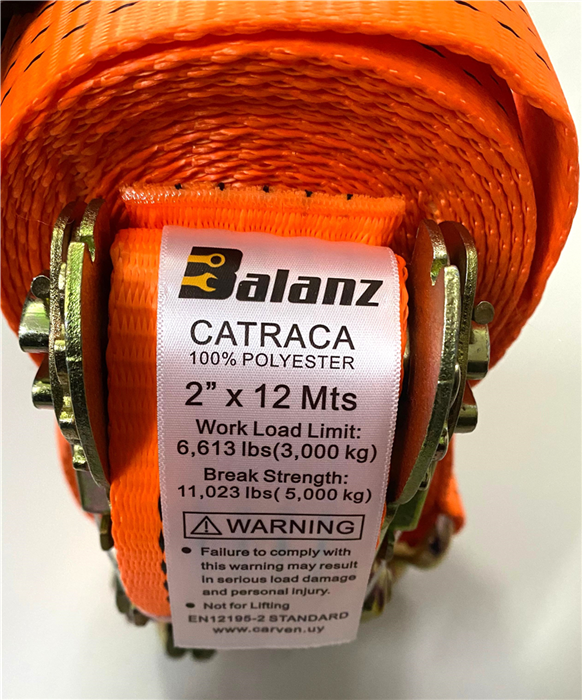 Balanz
CATRACA
100% POLYESTER
2” x 12 Mts
Work Load Limit:
6,613 lbs(3,000 kg)
Break Strength:
11,023 lbs( 5,000 kg)
WARNING
• Failure to comply with
this warning may result
in serious load damage
and personal injury.
• Not for Lifting
EN12195-2 STANDARD
www.carven.uy